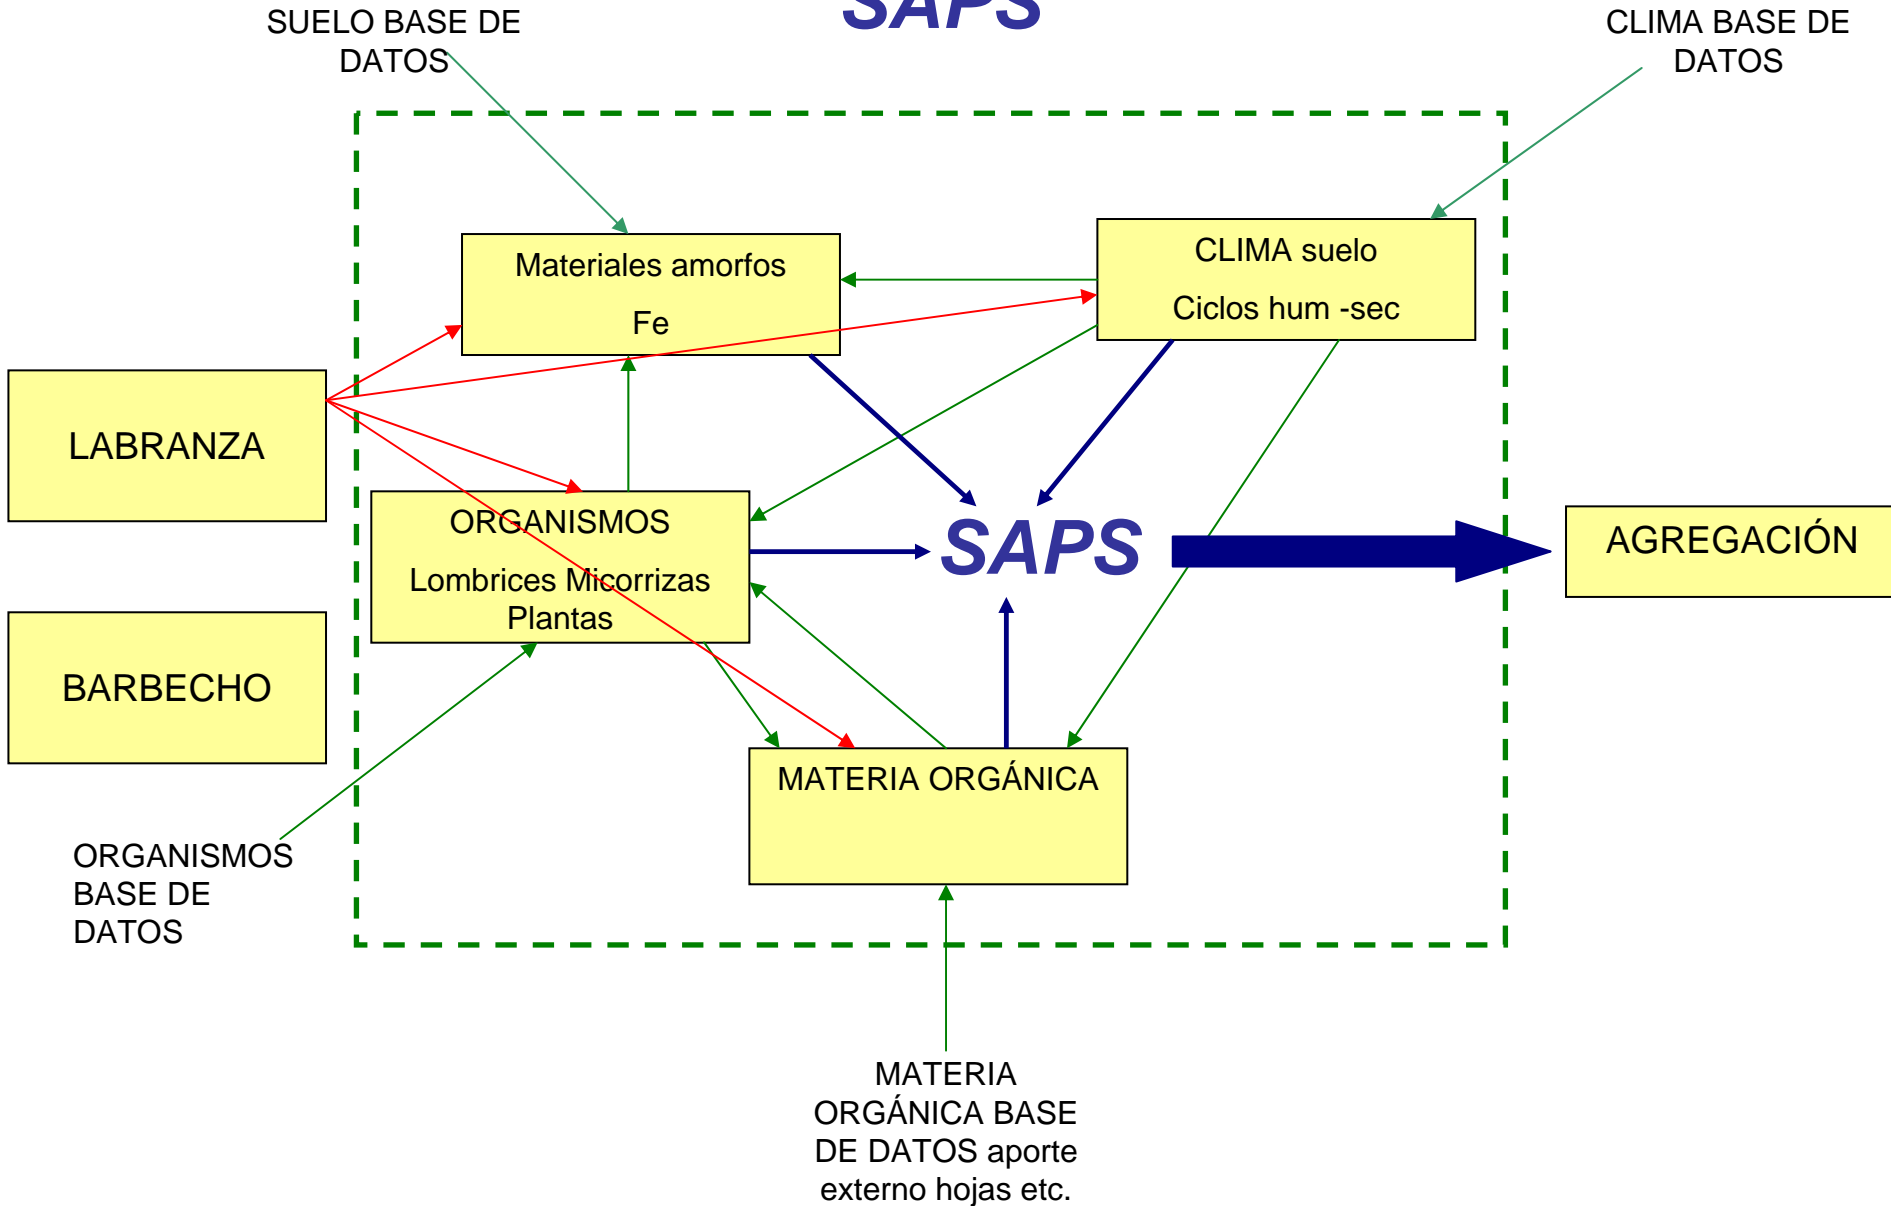 SAPS
SUELO BASE DE
DATOS
CLIMA BASE DE
DATOS
Materiales amorfos
Fe
CLIMA suelo
Ciclos hum -sec
LABRANZA
ORGANISMOS
Lombrices Micorrizas
Plantas
SAPS
AGREGACIÓN
BARBECHO
MATERIA ORGÁNICA
ORGANISMOS
BASE DE
DATOS
MATERIA
ORGÁNICA BASE
DE DATOS aporte
externo hojas etc.